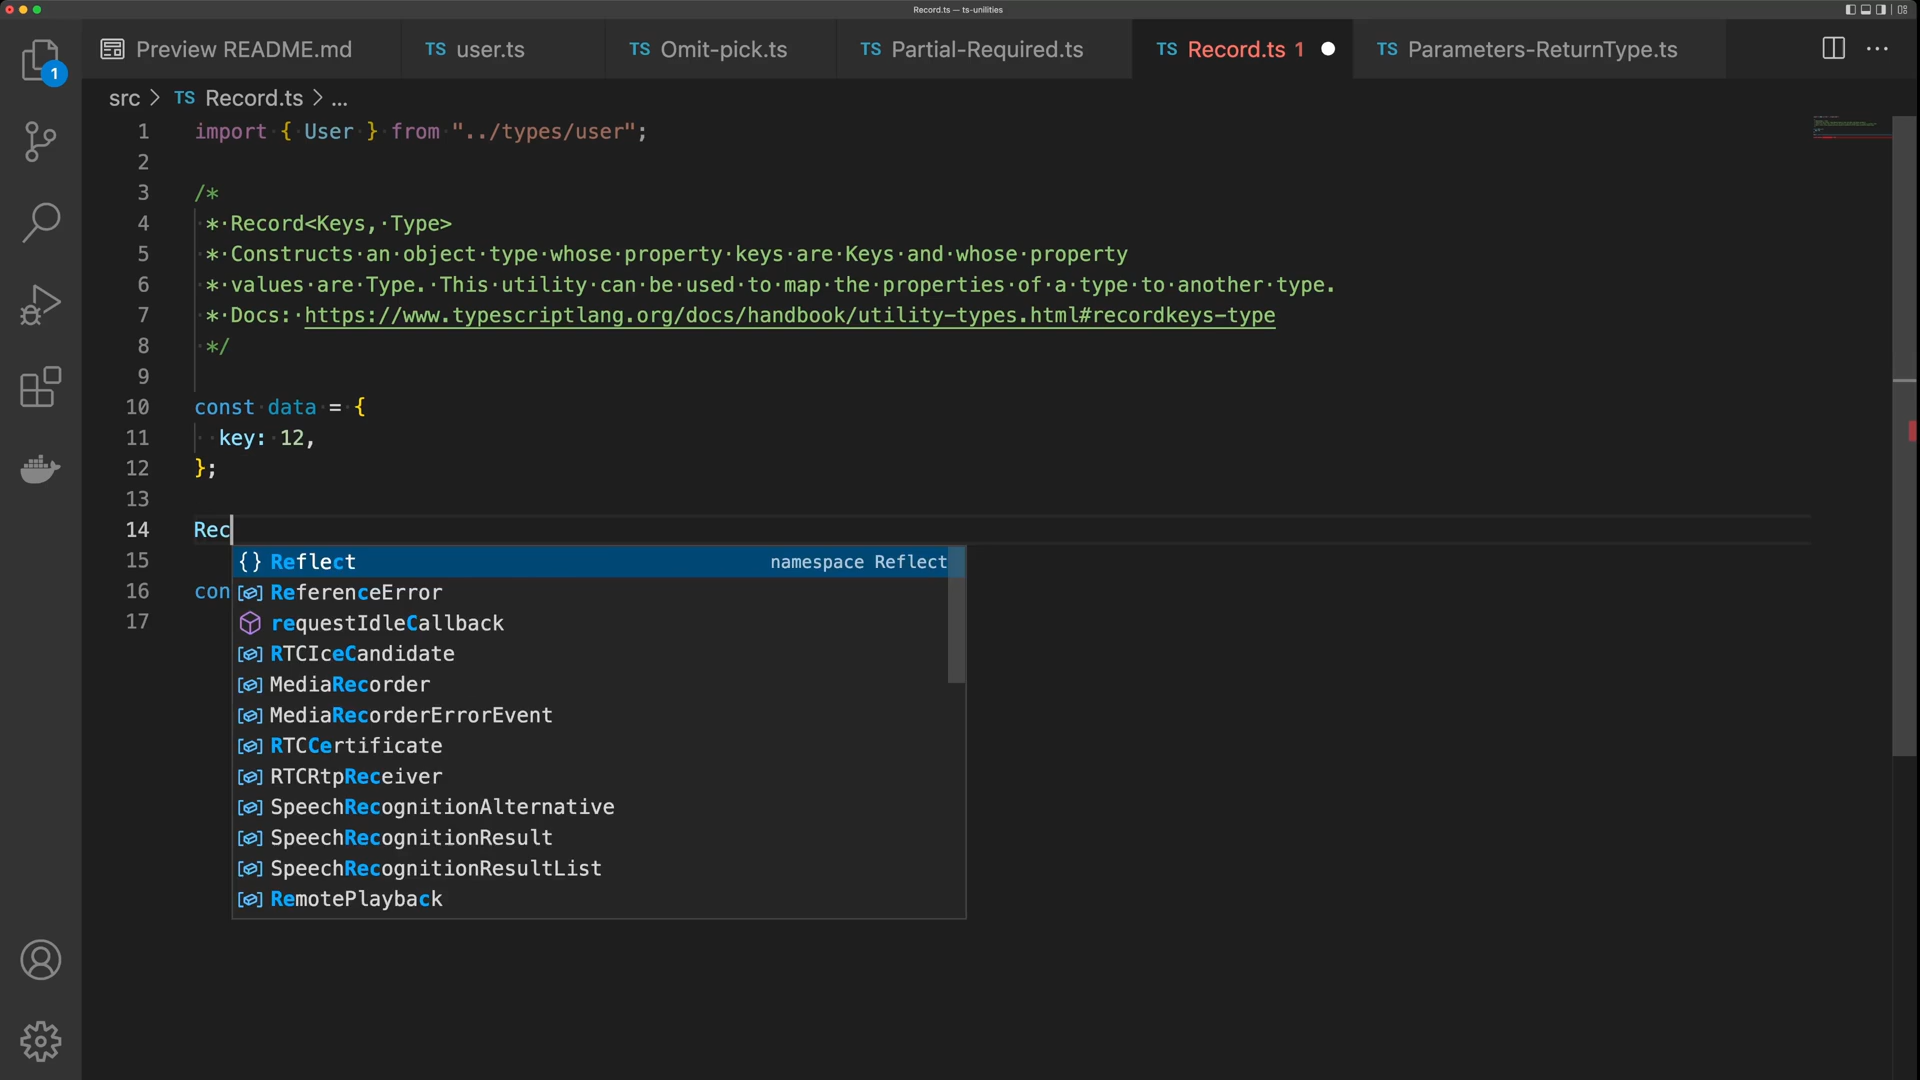 Record.ts — ts-unilities
Preview README.md
TS user.ts
TS Omit-pick.ts
TS Partial-Required.ts
TS Record.ts 1
TS Parameters-ReturnType.ts
1
src > TS Record.ts > ...
1 import { User } from "../types/user";
2
3 /*
4 * Record<Keys, Type>
5 * Constructs an object type whose property keys are Keys and whose property
6 * values are Type. This utility can be used to map the properties of a type to another type.
7 * Docs: https://www.typescriptlang.org/docs/handbook/utility-types.html#recordkeys-type
8 */
9
10 const data = {
11 key: 12,
12 };
13
14 Rec
15 {} Reflect namespace Reflect
16 con ReferenceError
17 requestIdleCallback
RTCIceCandidate
MediaRecorder
MediaRecorderErrorEvent
RTCCertificate
RTCRtpReceiver
SpeechRecognitionAlternative
SpeechRecognitionResult
SpeechRecognitionResultList
RemotePlayback